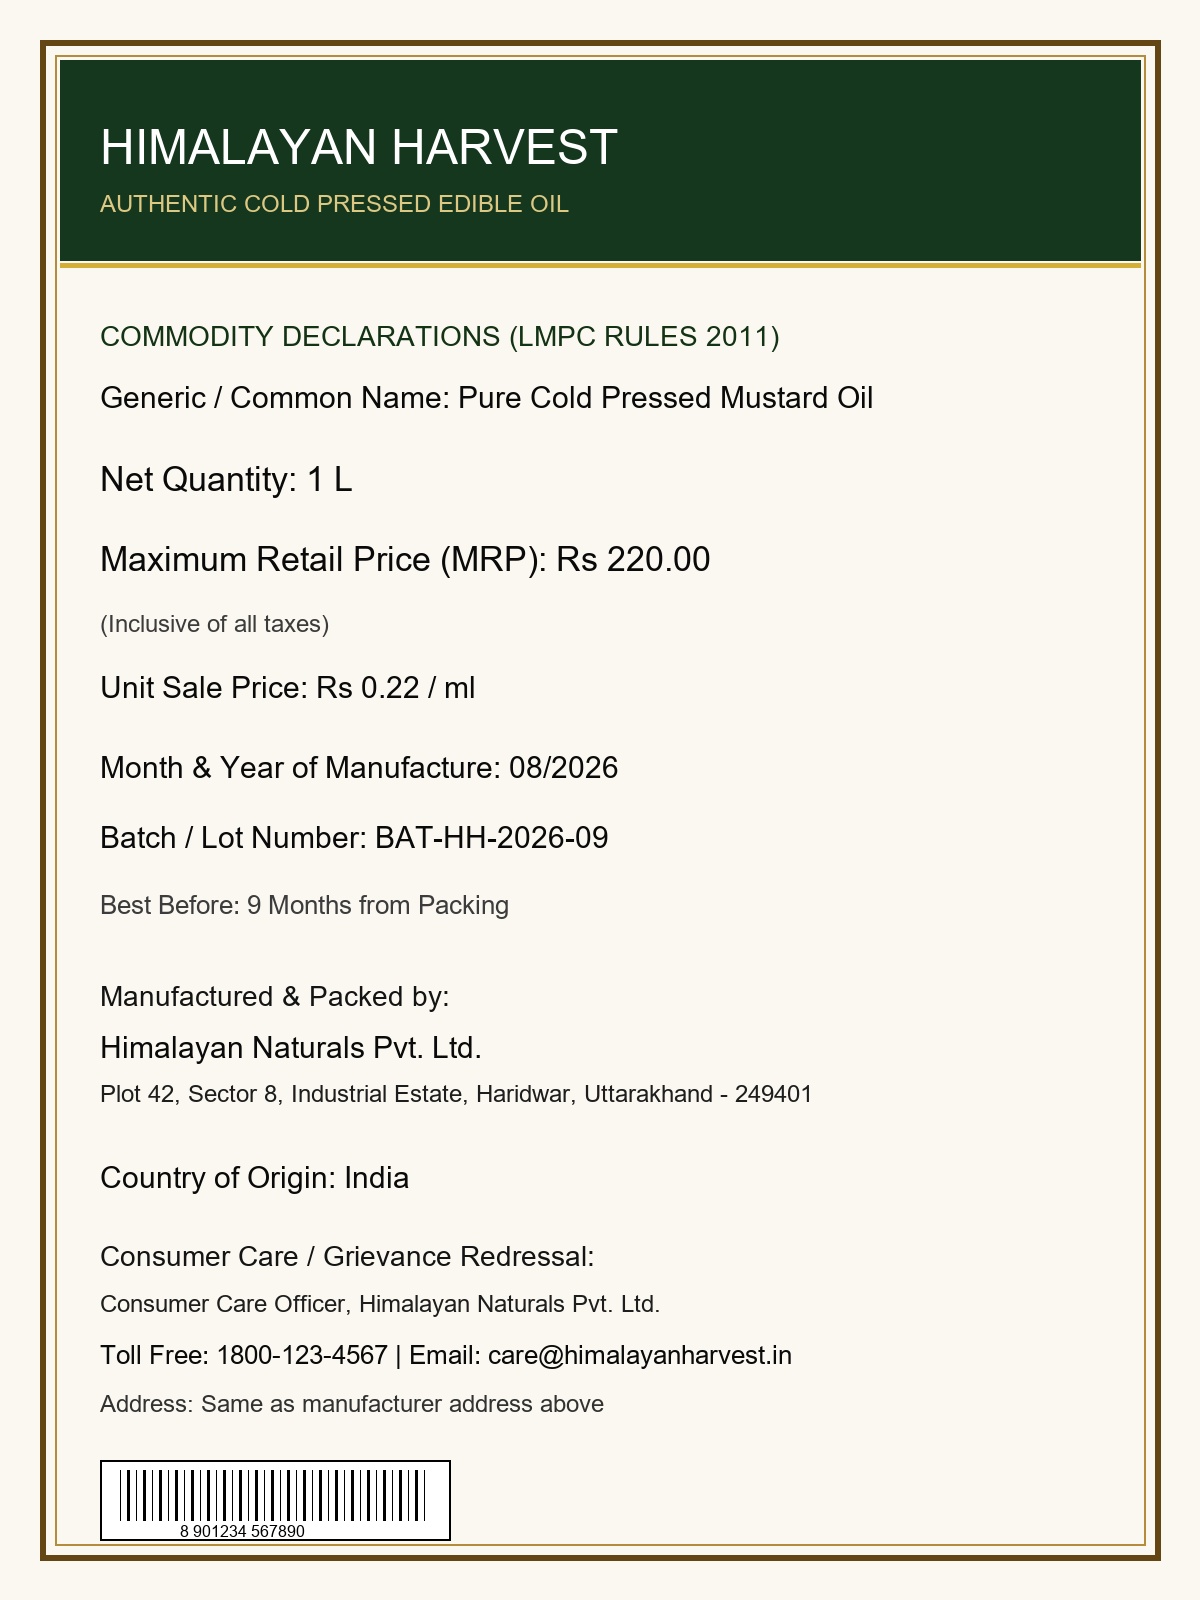 HIMALAYAN HARVEST
AUTHENTIC COLD PRESSED EDIBLE OIL
COMMODITY DECLARATIONS (LMPC RULES 2011)
Generic / Common Name: Pure Cold Pressed Mustard Oil
Net Quantity: 1 L
Maximum Retail Price (MRP): Rs 220.00
(Inclusive of all taxes)
Unit Sale Price: Rs 0.22 / ml
Month & Year of Manufacture: 08/2026
Batch / Lot Number: BAT-HH-2026-09
Best Before: 9 Months from Packing
Manufactured & Packed by:
Himalayan Naturals Pvt. Ltd.
Plot 42, Sector 8, Industrial Estate, Haridwar, Uttarakhand - 249401
Country of Origin: India
Consumer Care / Grievance Redressal:
Consumer Care Officer, Himalayan Naturals Pvt. Ltd.
Toll Free: 1800-123-4567 | Email: care@himalayanharvest.in
Address: Same as manufacturer address above
8 901234 567890